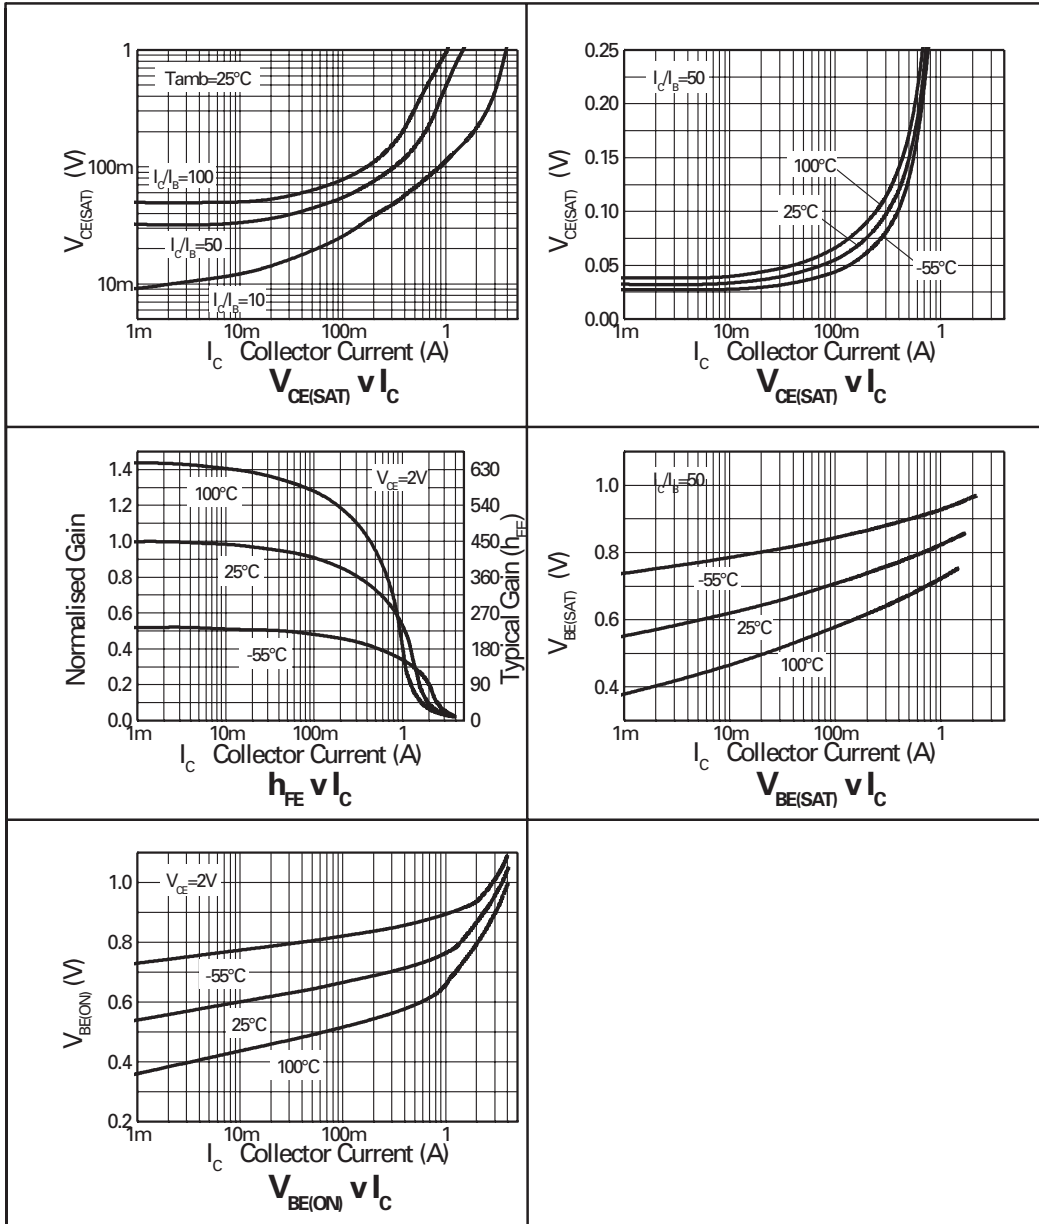 1
100m
10m
V_CE(SAT) (V)
Tamb=25°C
I_C/I_B=100
I_C/I_B=50
I_C/I_B=10
1m 10m 100m 1
I_C Collector Current (A)
V_CE(SAT) v I_C
0.25
0.20
0.15
0.10
0.05
0.00
V_CE(SAT) (V)
I_C/I_B=50
100°C
25°C
-55°C
1m 10m 100m 1
I_C Collector Current (A)
V_CE(SAT) v I_C
1.4
1.2
1.0
0.8
0.6
0.4
0.2
0.0
Normalised Gain
V_CE=2V
100°C
25°C
-55°C
630
540
450
360
270
180
90
0
Typical Gain (h_FE)
1m 10m 100m 1
I_C Collector Current (A)
h_FE v I_C
1.0
0.8
0.6
0.4
V_BE(SAT) (V)
I_C/I_B=50
-55°C
25°C
100°C
1m 10m 100m 1
I_C Collector Current (A)
V_BE(SAT) v I_C
1.0
0.8
0.6
0.4
0.2
V_BE(ON) (V)
V_CE=2V
-55°C
25°C
100°C
1m 10m 100m 1
I_C Collector Current (A)
V_BE(ON) v I_C